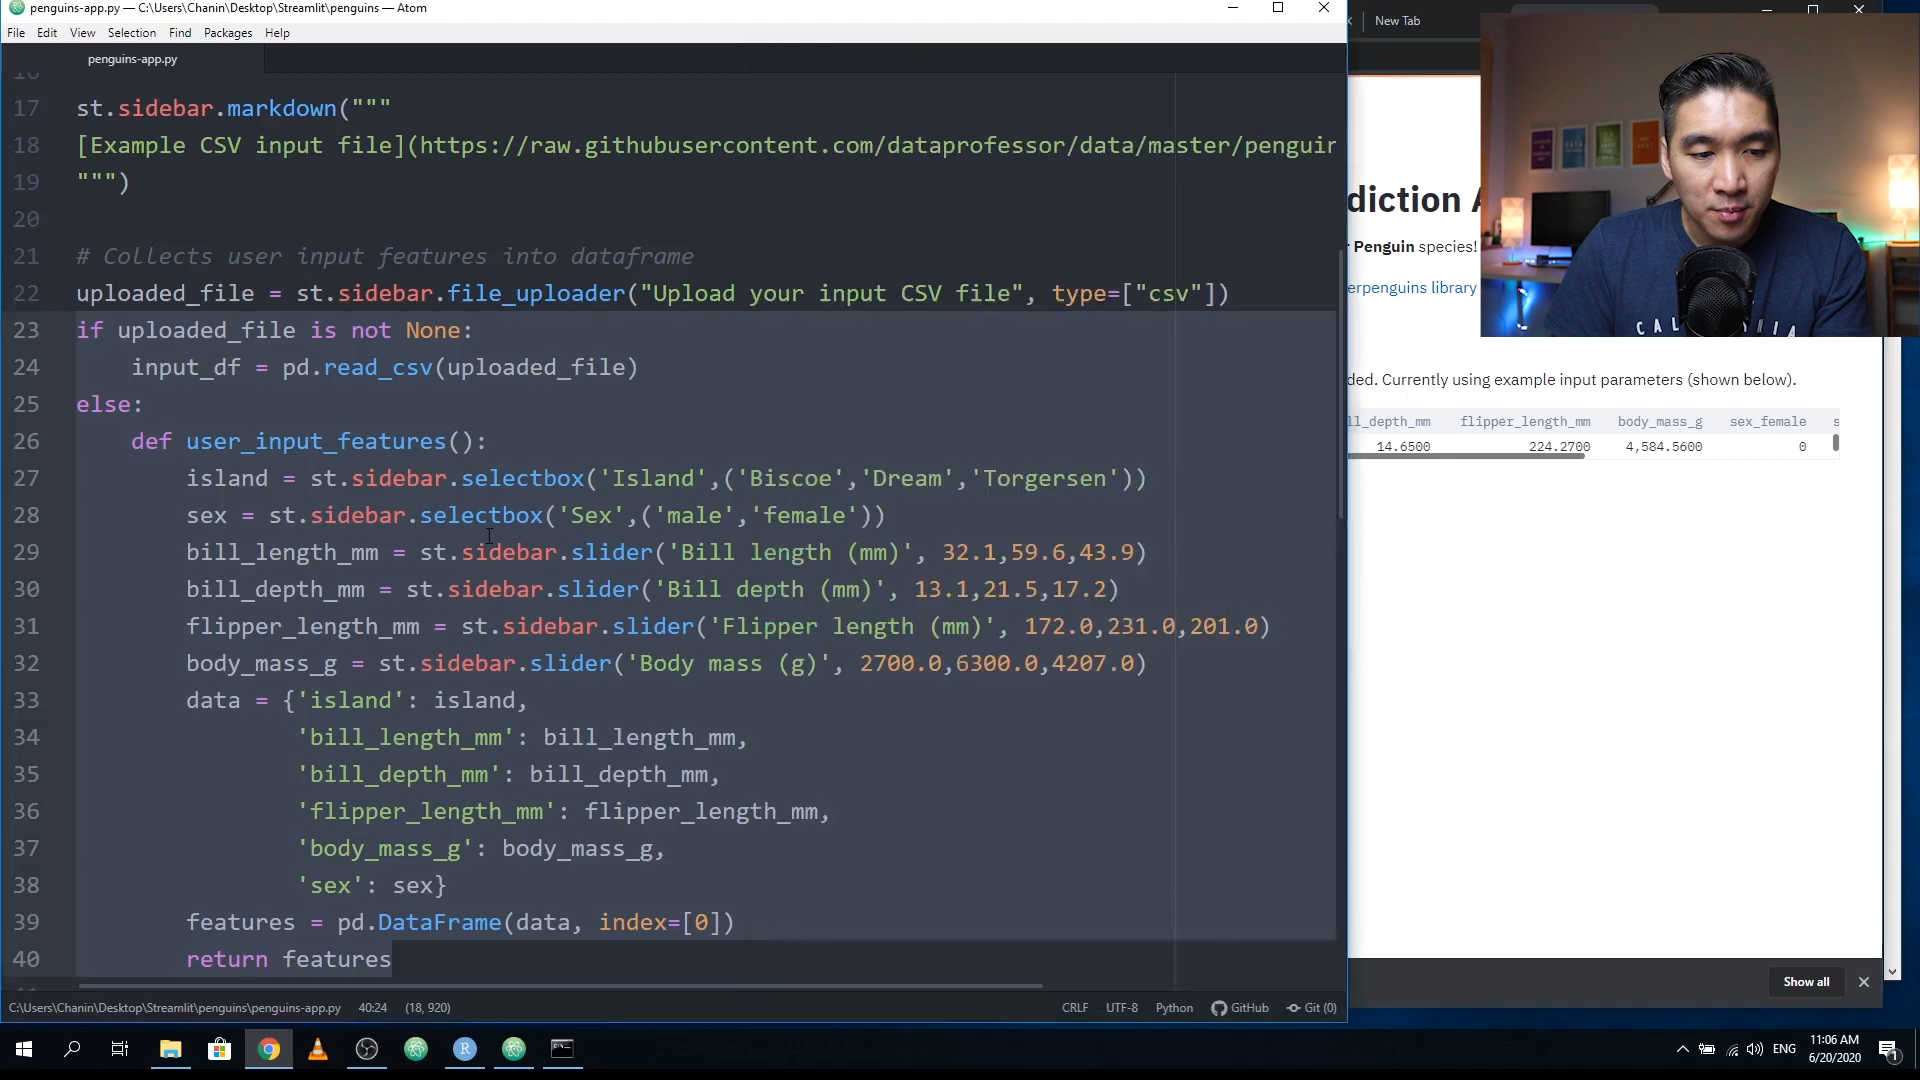 penguins-app.py — C:\Users\Chanin\Desktop\Streamlit\penguins — Atom
File Edit View Selection Find Packages Help
penguins-app.py
16
17 st.sidebar.markdown("""
18 [Example CSV input file](https://raw.githubusercontent.com/dataprofessor/data/master/penguin
19 """)
20
21 # Collects user input features into dataframe
22 uploaded_file = st.sidebar.file_uploader("Upload your input CSV file", type=["csv"])
23 if uploaded_file is not None:
24 input_df = pd.read_csv(uploaded_file)
25 else:
26 def user_input_features():
27 island = st.sidebar.selectbox('Island',('Biscoe','Dream','Torgersen'))
28 sex = st.sidebar.selectbox('Sex',('male','female'))
29 bill_length_mm = st.sidebar.slider('Bill length (mm)', 32.1,59.6,43.9)
30 bill_depth_mm = st.sidebar.slider('Bill depth (mm)', 13.1,21.5,17.2)
31 flipper_length_mm = st.sidebar.slider('Flipper length (mm)', 172.0,231.0,201.0)
32 body_mass_g = st.sidebar.slider('Body mass (g)', 2700.0,6300.0,4207.0)
33 data = {'island': island,
34 'bill_length_mm': bill_length_mm,
35 'bill_depth_mm': bill_depth_mm,
36 'flipper_length_mm': flipper_length_mm,
37 'body_mass_g': body_mass_g,
38 'sex': sex}
39 features = pd.DataFrame(data, index=[0])
40 return features
C:\Users\Chanin\Desktop\Streamlit\penguins\penguins-app.py 40:24 (18, 920) CRLF UTF-8 Python GitHub Git (0)
New Tab
diction A
r Penguin species!
erpenguins library
ded. Currently using example input parameters (shown below).
ll_depth_mm flipper_length_mm body_mass_g sex_female s
14.6500 224.2700 4,584.5600 0
Show all
ENG
11:06 AM
6/20/2020
1